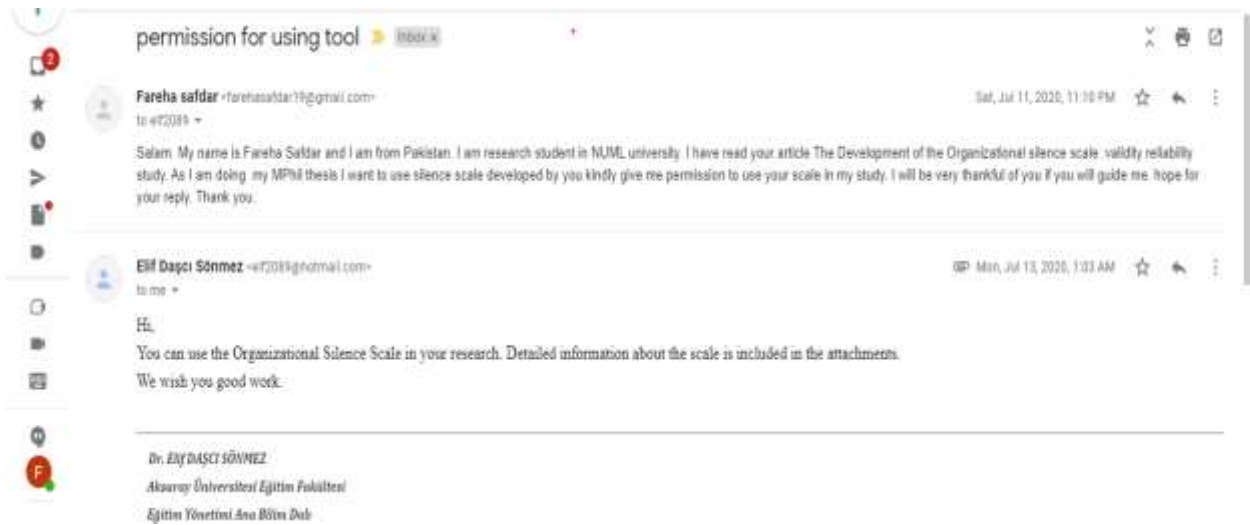 permission for using tool Inbox x
2
Fareha safdar <farehasafdar19@gmail.com> Sat, Jul 11, 2020, 11:10 PM
to elf2089
Salam. My name is Fareha Safdar and I am from Pakistan. I am research student in NUML university. I have read your article The Development of the Organizational silence scale validity reliability
study. As I am doing my MPhil thesis I want to use silence scale developed by you kindly give me permission to use your scale in my study. I will be very thankful of you if you will guide me. hope for
your reply. Thank you.
Elif Daşcı Sönmez <elf2089@hotmail.com> Mon, Jul 13, 2020, 1:03 AM
to me
Hi,
You can use the Organizational Silence Scale in your research. Detailed information about the scale is included in the attachments.
We wish you good work.
F
Dr. Elif DAŞCI SÖNMEZ
Aksaray Üniversitesi Eğitim Fakültesi
Eğitim Yönetimi Ana Bilim Dalı